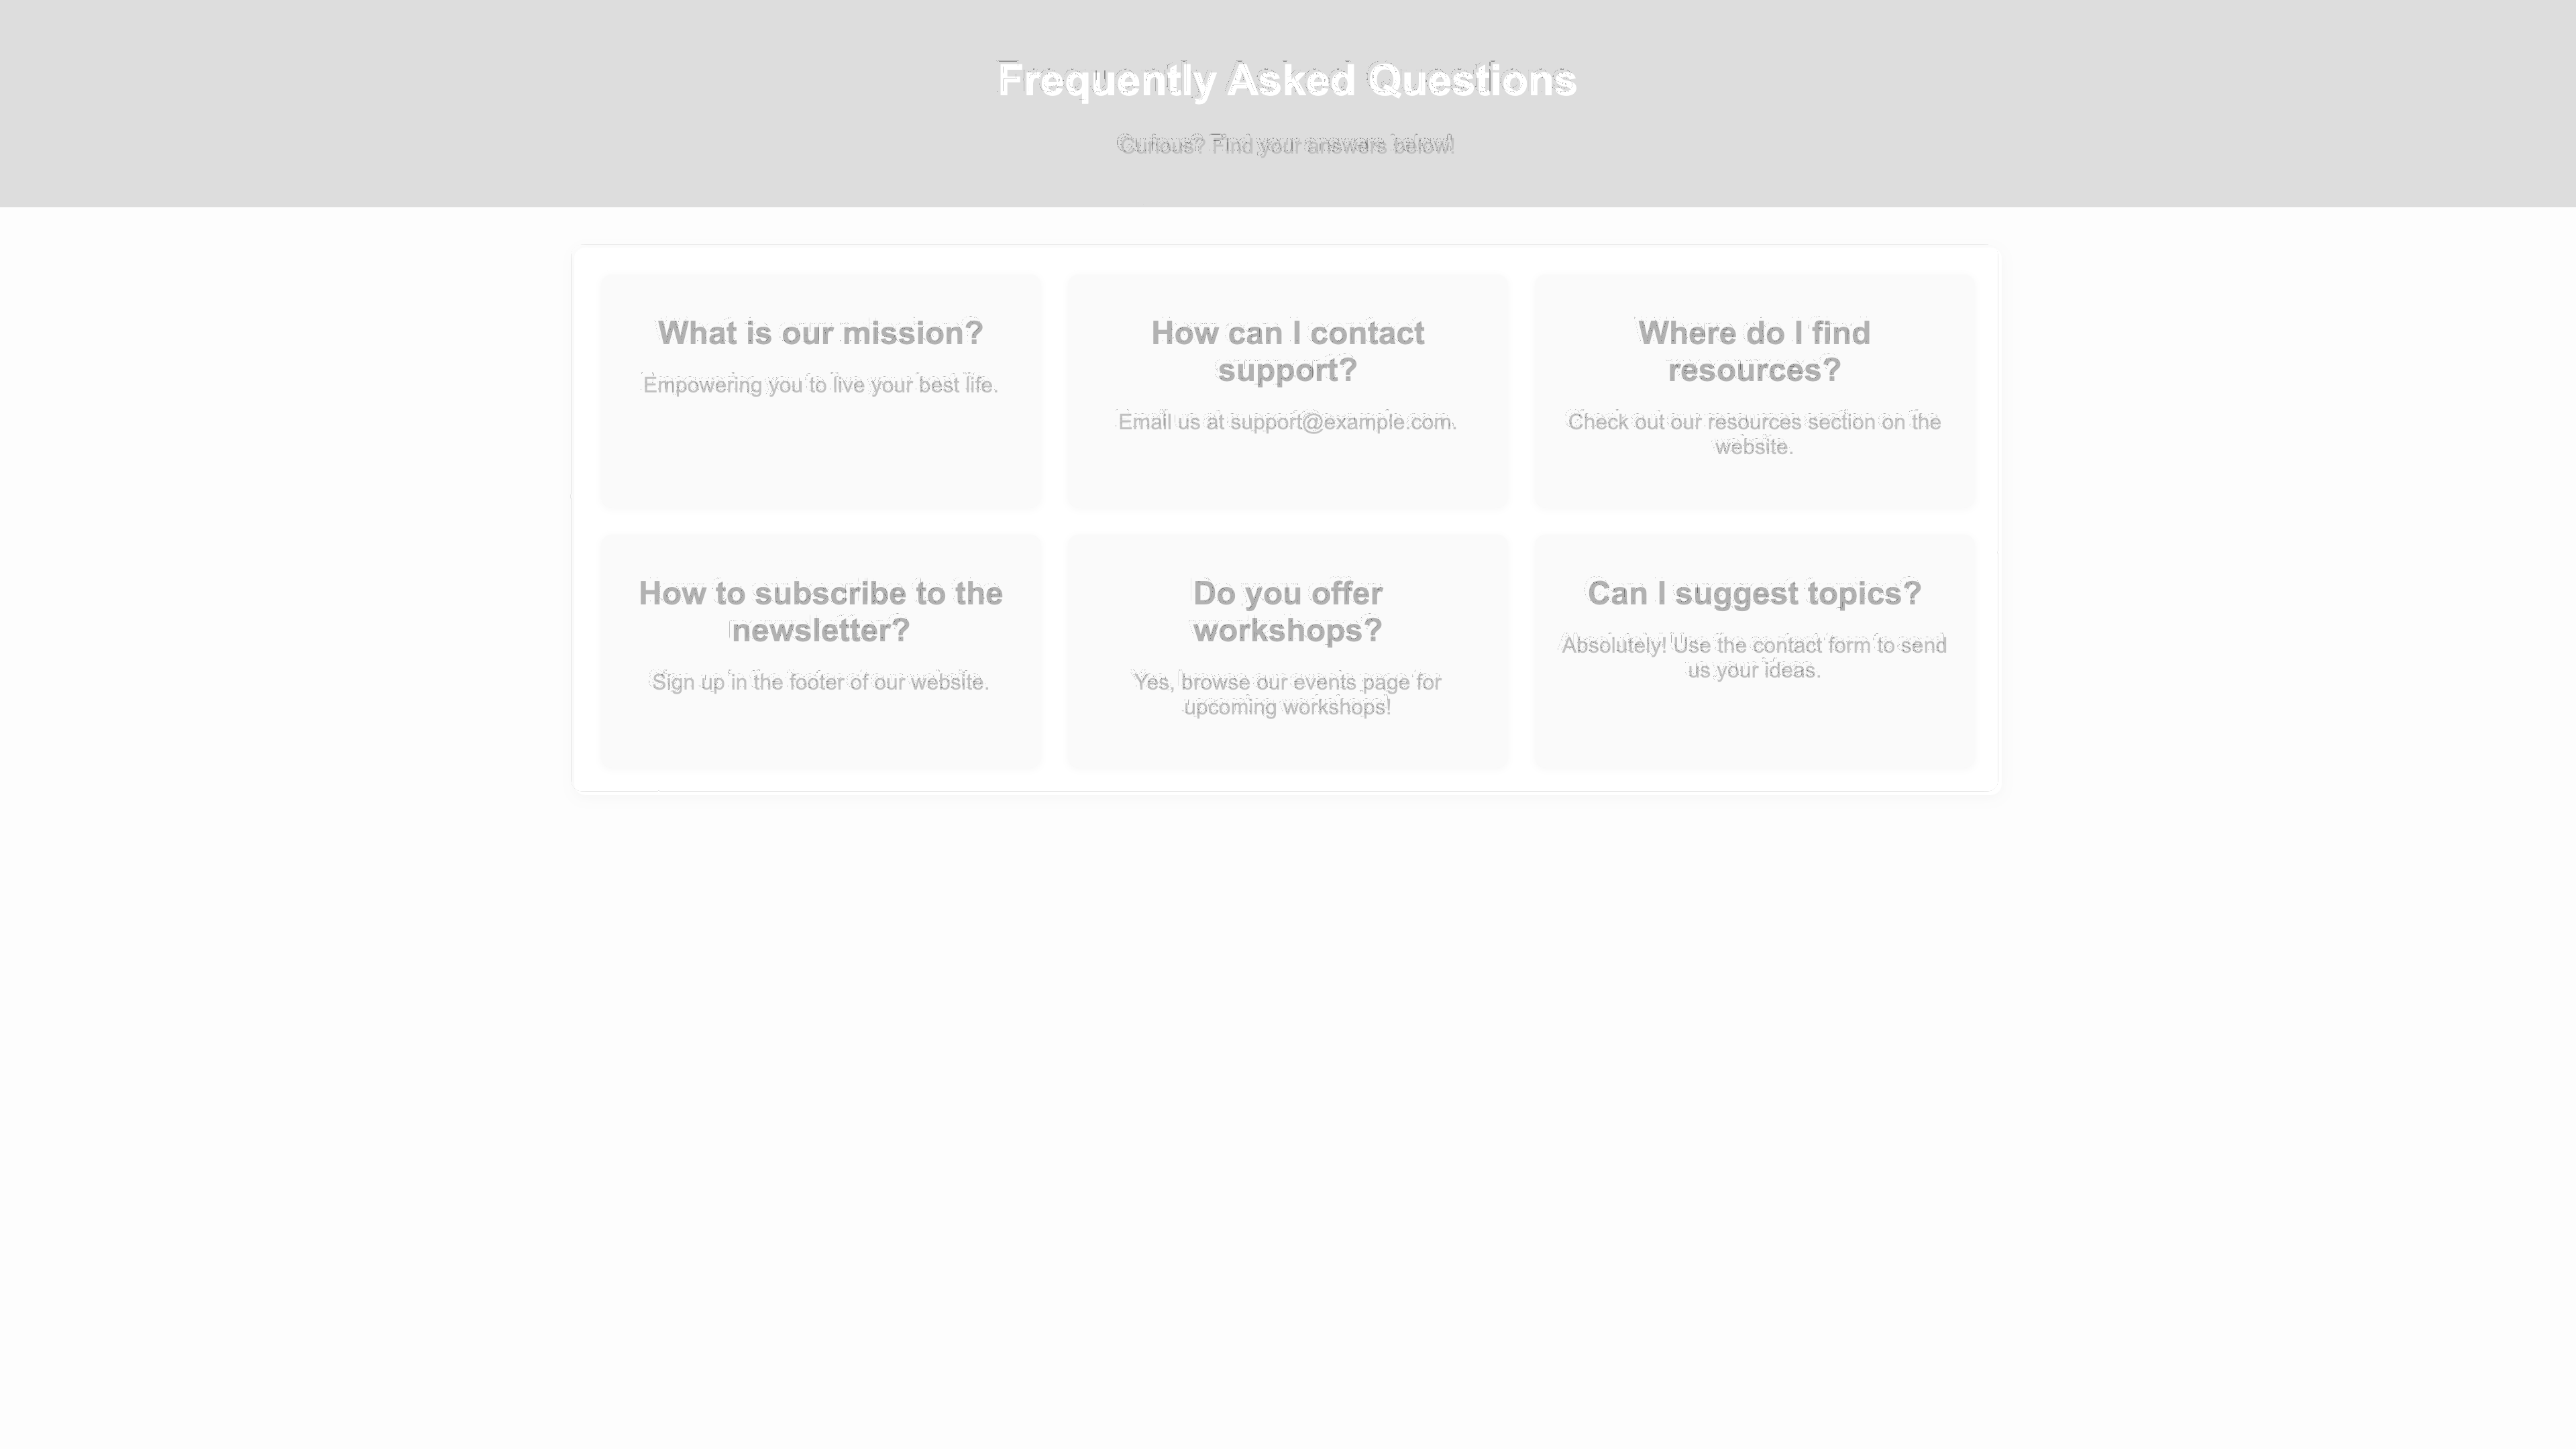 Frequently Asked Questions
Curious? Find your answers below!
What is our mission?
Empowering you to live your best life.
How can I contact
support?
Email us at support@example.com.
Where do I find
resources?
Check out our resources section on the
website.
How to subscribe to the
newsletter?
Sign up in the footer of our website.
Do you offer
workshops?
Yes, browse our events page for
upcoming workshops!
Can I suggest topics?
Absolutely! Use the contact form to send
us your ideas.